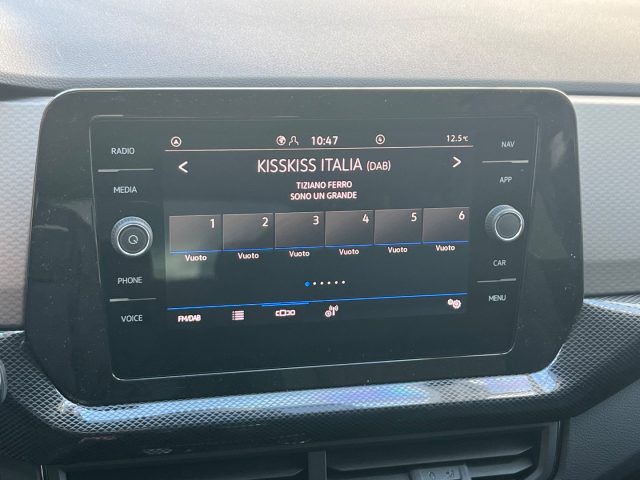 10:47
12.5°C
RADIO
MEDIA
PHONE
VOICE
< KISSKISS ITALIA (DAB) >
TIZIANO FERRO
SONO UN GRANDE
1 2 3 4 5 6
Vuoto Vuoto Vuoto Vuoto Vuoto Vuoto
FM/DAB
NAV
APP
CAR
MENU